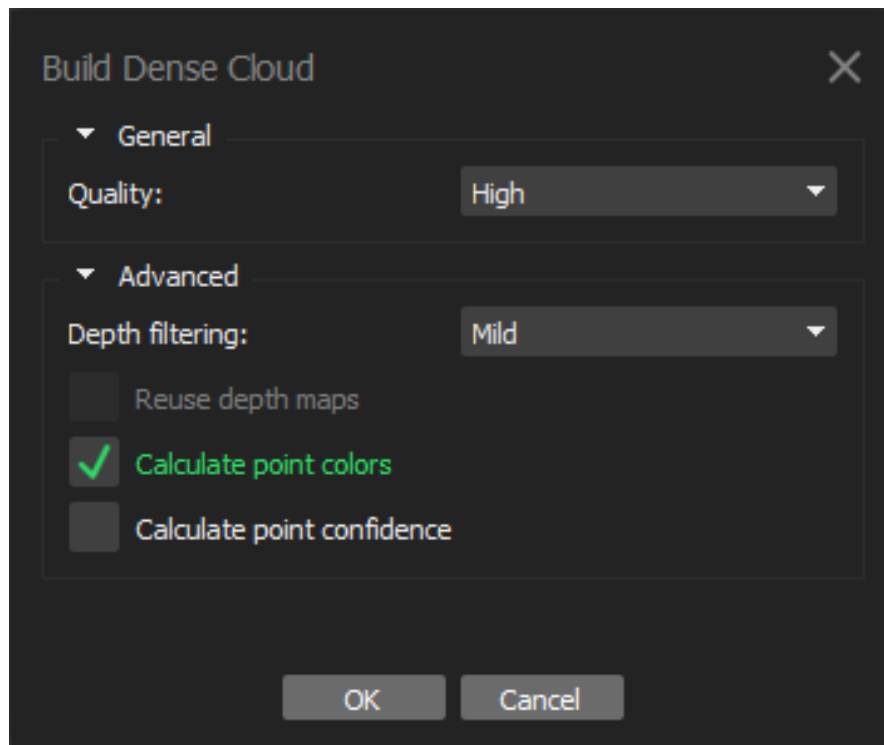 Build Dense Cloud
General
Quality: High
Advanced
Depth filtering: Mild
Reuse depth maps
Calculate point colors
Calculate point confidence
OK Cancel